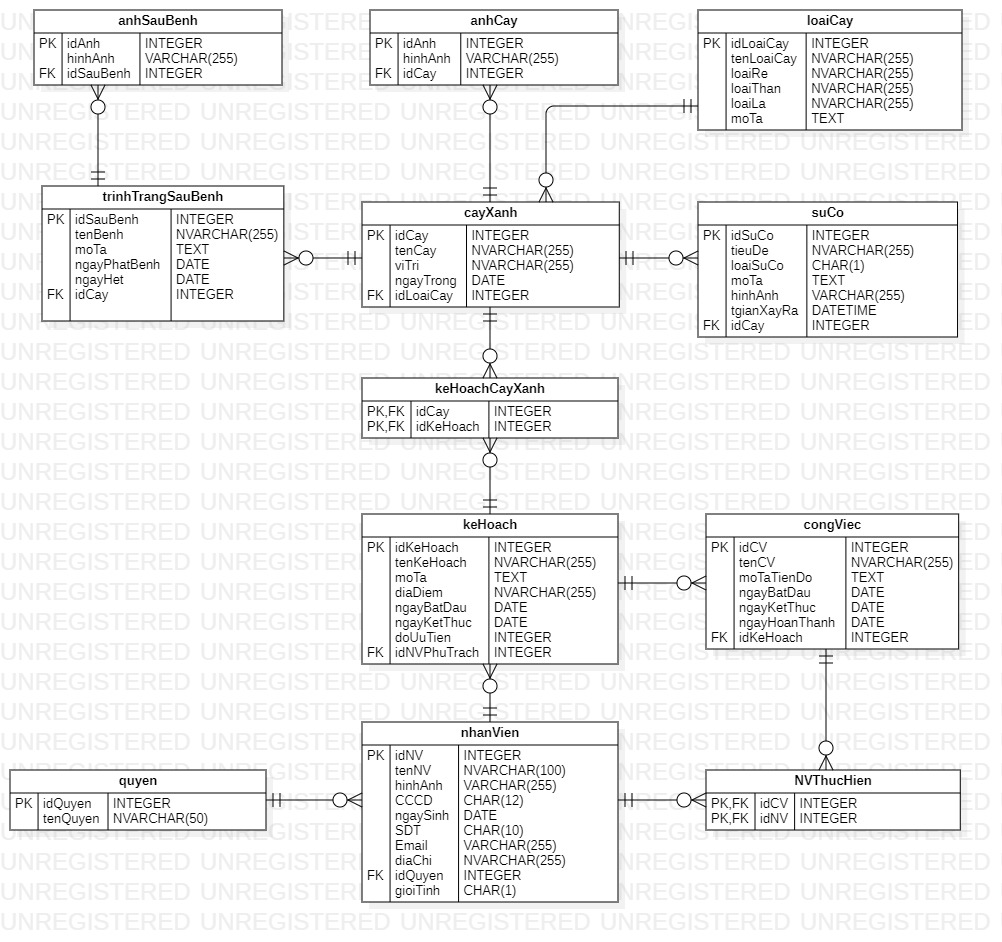 anhSauBenh
PK idAnh INTEGER
hinhAnh VARCHAR(255)
FK idSauBenh INTEGER
anhCay
PK idAnh INTEGER
hinhAnh VARCHAR(255)
FK idCay INTEGER
loaiCay
PK idLoaiCay INTEGER
tenLoaiCay NVARCHAR(255)
loaiRe NVARCHAR(255)
loaiThan NVARCHAR(255)
loaiLa NVARCHAR(255)
moTa TEXT
trinhTrangSauBenh
PK idSauBenh INTEGER
tenBenh NVARCHAR(255)
moTa TEXT
ngayPhatBenh DATE
ngayHet DATE
FK idCay INTEGER
cayXanh
PK idCay INTEGER
tenCay NVARCHAR(255)
viTri NVARCHAR(255)
ngayTrong DATE
FK idLoaiCay INTEGER
suCo
PK idSuCo INTEGER
tieuDe NVARCHAR(255)
loaiSuCo CHAR(1)
moTa TEXT
hinhAnh VARCHAR(255)
tgianXayRa DATETIME
FK idCay INTEGER
keHoachCayXanh
PK,FK idCay INTEGER
PK,FK idKeHoach INTEGER
keHoach
PK idKeHoach INTEGER
tenKeHoach NVARCHAR(255)
moTa TEXT
diaDiem NVARCHAR(255)
ngayBatDau DATE
ngayKetThuc DATE
doUuTien INTEGER
FK idNVPhuTrach INTEGER
congViec
PK idCV INTEGER
tenCV NVARCHAR(255)
moTaTienDo TEXT
ngayBatDau DATE
ngayKetThuc DATE
ngayHoanThanh DATE
FK idKeHoach INTEGER
quyen
PK idQuyen INTEGER
tenQuyen NVARCHAR(50)
nhanVien
PK idNV INTEGER
tenNV NVARCHAR(100)
hinhAnh VARCHAR(255)
CCCD CHAR(12)
ngaySinh DATE
SDT CHAR(10)
Email VARCHAR(255)
diaChi NVARCHAR(255)
FK idQuyen INTEGER
gioiTinh CHAR(1)
NVThucHien
PK,FK idCV INTEGER
PK,FK idNV INTEGER
UNREGISTERED